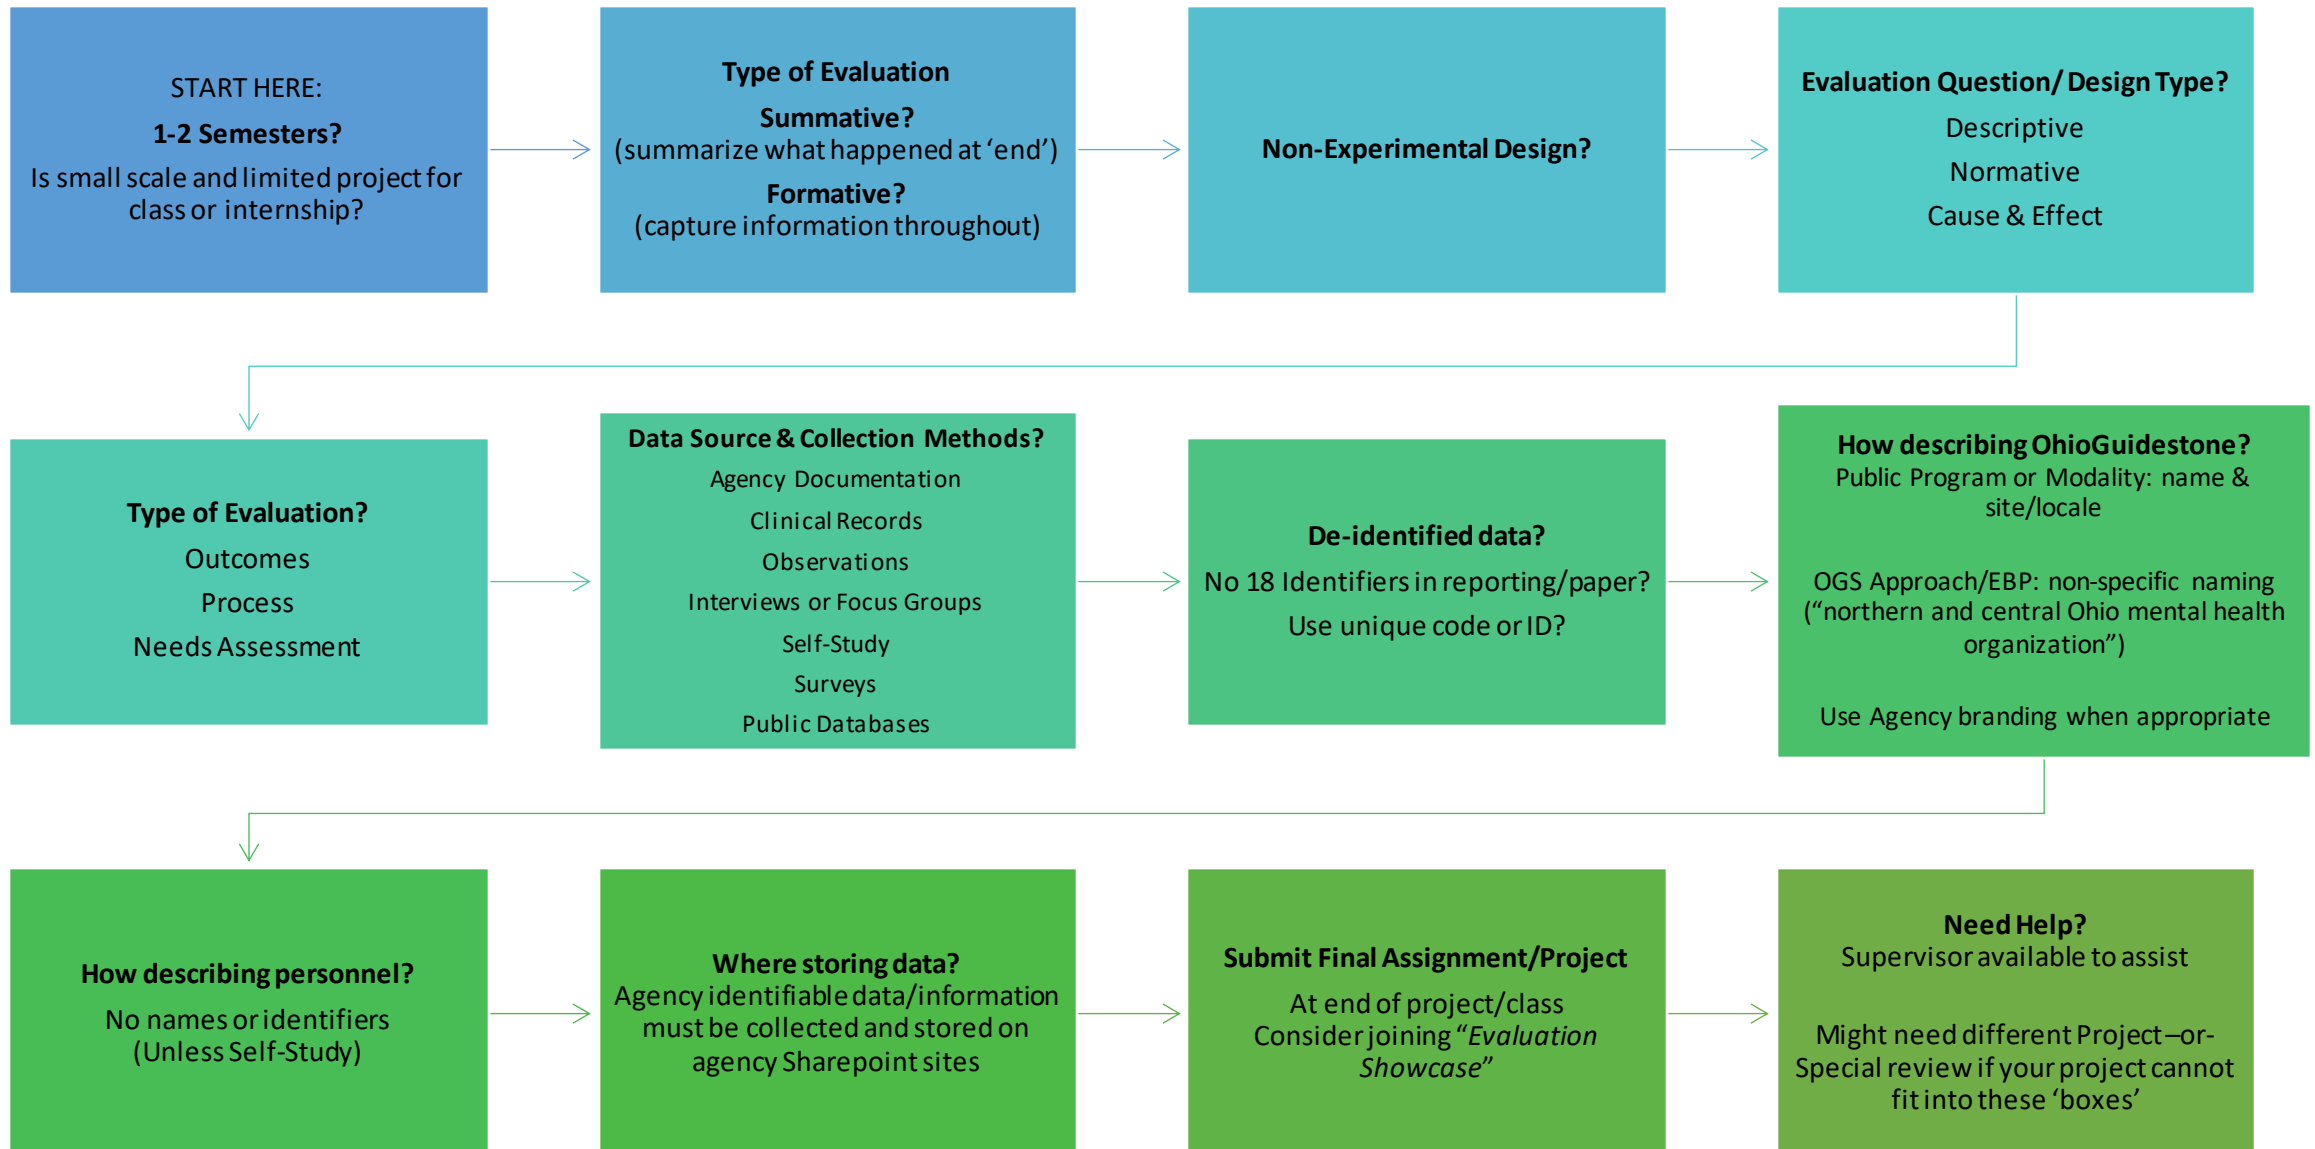 START HERE:
1-2 Semesters?
Is small scale and limited project for
class or internship?
Type of Evaluation
Summative?
(summarize what happened at ‘end’)
Formative?
(capture information throughout)
Non-Experimental Design?
Evaluation Question/ Design Type?
Descriptive
Normative
Cause & Effect
Type of Evaluation?
Outcomes
Process
Needs Assessment
Data Source & Collection Methods?
Agency Documentation
Clinical Records
Observations
Interviews or Focus Groups
Self-Study
Surveys
Public Databases
De-identified data?
No 18 Identifiers in reporting/paper?
Use unique code or ID?
How describing OhioGuidestone?
Public Program or Modality: name &
site/locale
OGS Approach/EBP: non-specific naming
(“northern and central Ohio mental health
organization”)
Use Agency branding when appropriate
How describing personnel?
No names or identifiers
(Unless Self-Study)
Where storing data?
Agency identifiable data/information
must be collected and stored on
agency Sharepoint sites
Submit Final Assignment/Project
At end of project/class
Consider joining “Evaluation
Showcase”
Need Help?
Supervisor available to assist
Might need different Project –or-
Special review if your project cannot
fit into these ‘boxes’